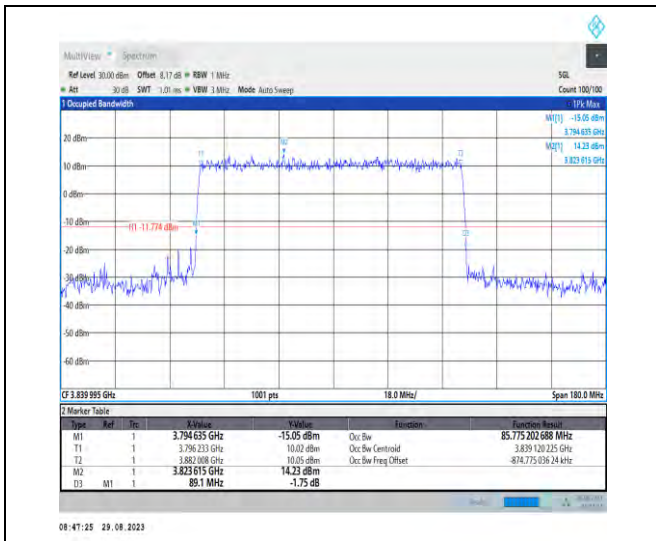 MultiView Spectrum
Ref Level 30.00 dBm Offset 8.17 dB RBW 1 MHz SGL
Att 30 dB SWT 1.01 ms VBW 3 MHz Mode Auto Sweep Count 100/100
1 Occupied Bandwidth 1Pk Max
M1[1] -15.05 dBm
3.794 635 GHz
M2[1] 14.23 dBm
3.823 615 GHz
20 dBm
M2
T1 T2
10 dBm
0 dBm
-10 dBm
H1 -11.774 dBm
M1
D3
-20 dBm
-30 dBm
-40 dBm
-50 dBm
-60 dBm
CF 3.839 995 GHz 1001 pts 18.0 MHz/ Span 180.0 MHz
2 Marker Table
Type Ref Trc X-Value Y-Value Function Function Result
M1 1 3.794 635 GHz -15.05 dBm Occ Bw 85.775 202 688 MHz
T1 1 3.796 233 GHz 10.02 dBm Occ Bw Centroid 3.839 120 225 GHz
T2 1 3.882 008 GHz 10.05 dBm Occ Bw Freq Offset -874.775 036 24 kHz
M2 1 3.823 615 GHz 14.23 dBm
D3 M1 1 89.1 MHz -1.75 dB
08:47:25 29.08.2023